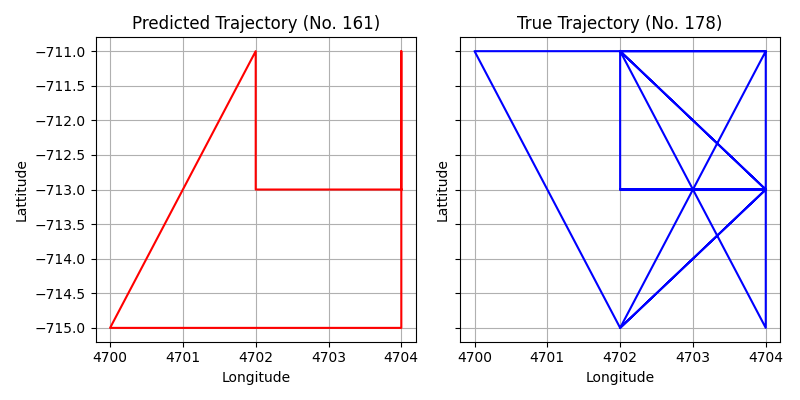 Predicted Trajectory (No. 161)
True Trajectory (No. 178)
Lattitude
−711.0
−711.5
−712.0
−712.5
−713.0
−713.5
−714.0
−714.5
−715.0
4700 4701 4702 4703 4704
Longitude
Lattitude
4700 4701 4702 4703 4704
Longitude